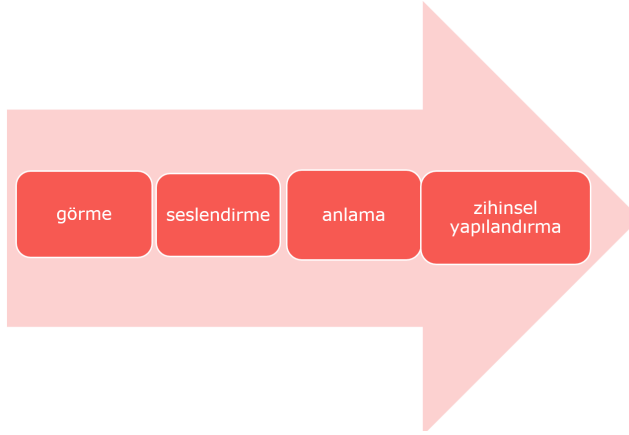 görme
seslendirme
anlama
zihinsel
yapılandırma